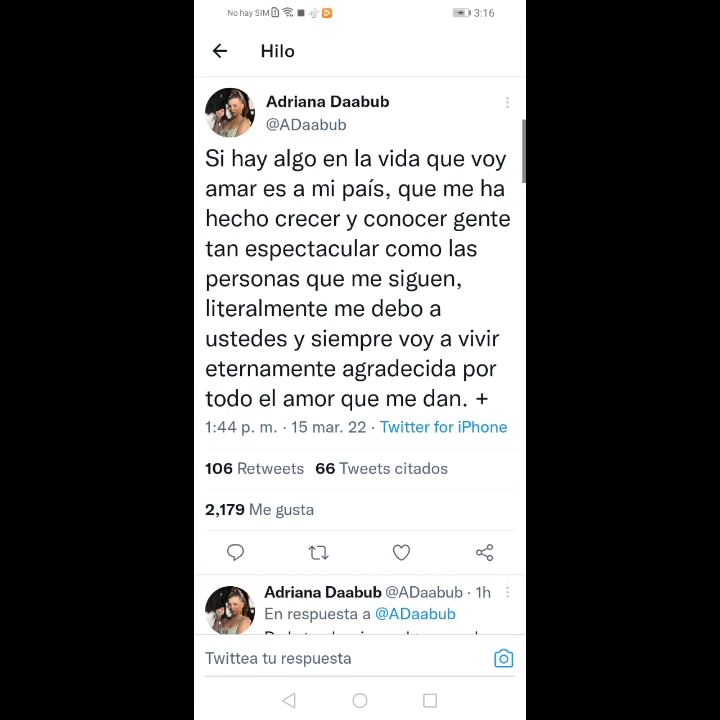 No hay SIM 3:16
Hilo
Adriana Daabub
@ADaabub
Si hay algo en la vida que voy
amar es a mi país, que me ha
hecho crecer y conocer gente
tan espectacular como las
personas que me siguen,
literalmente me debo a
ustedes y siempre voy a vivir
eternamente agradecida por
todo el amor que me dan. +
1:44 p. m. · 15 mar. 22 · Twitter for iPhone
106 Retweets 66 Tweets citados
2,179 Me gusta
Adriana Daabub @ADaabub · 1h
En respuesta a @ADaabub
Twittea tu respuesta